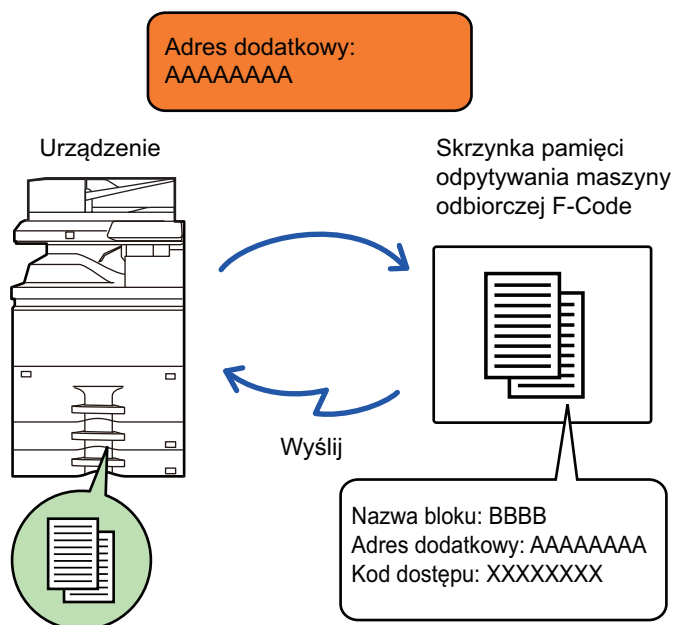 Adres dodatkowy:
AAAAAAAA
Urządzenie
Skrzynka pamięci
odpytywania maszyny
odbiorczej F-Code
Wyślij
Nazwa bloku: BBBB
Adres dodatkowy: AAAAAAAA
Kod dostępu: XXXXXXXX